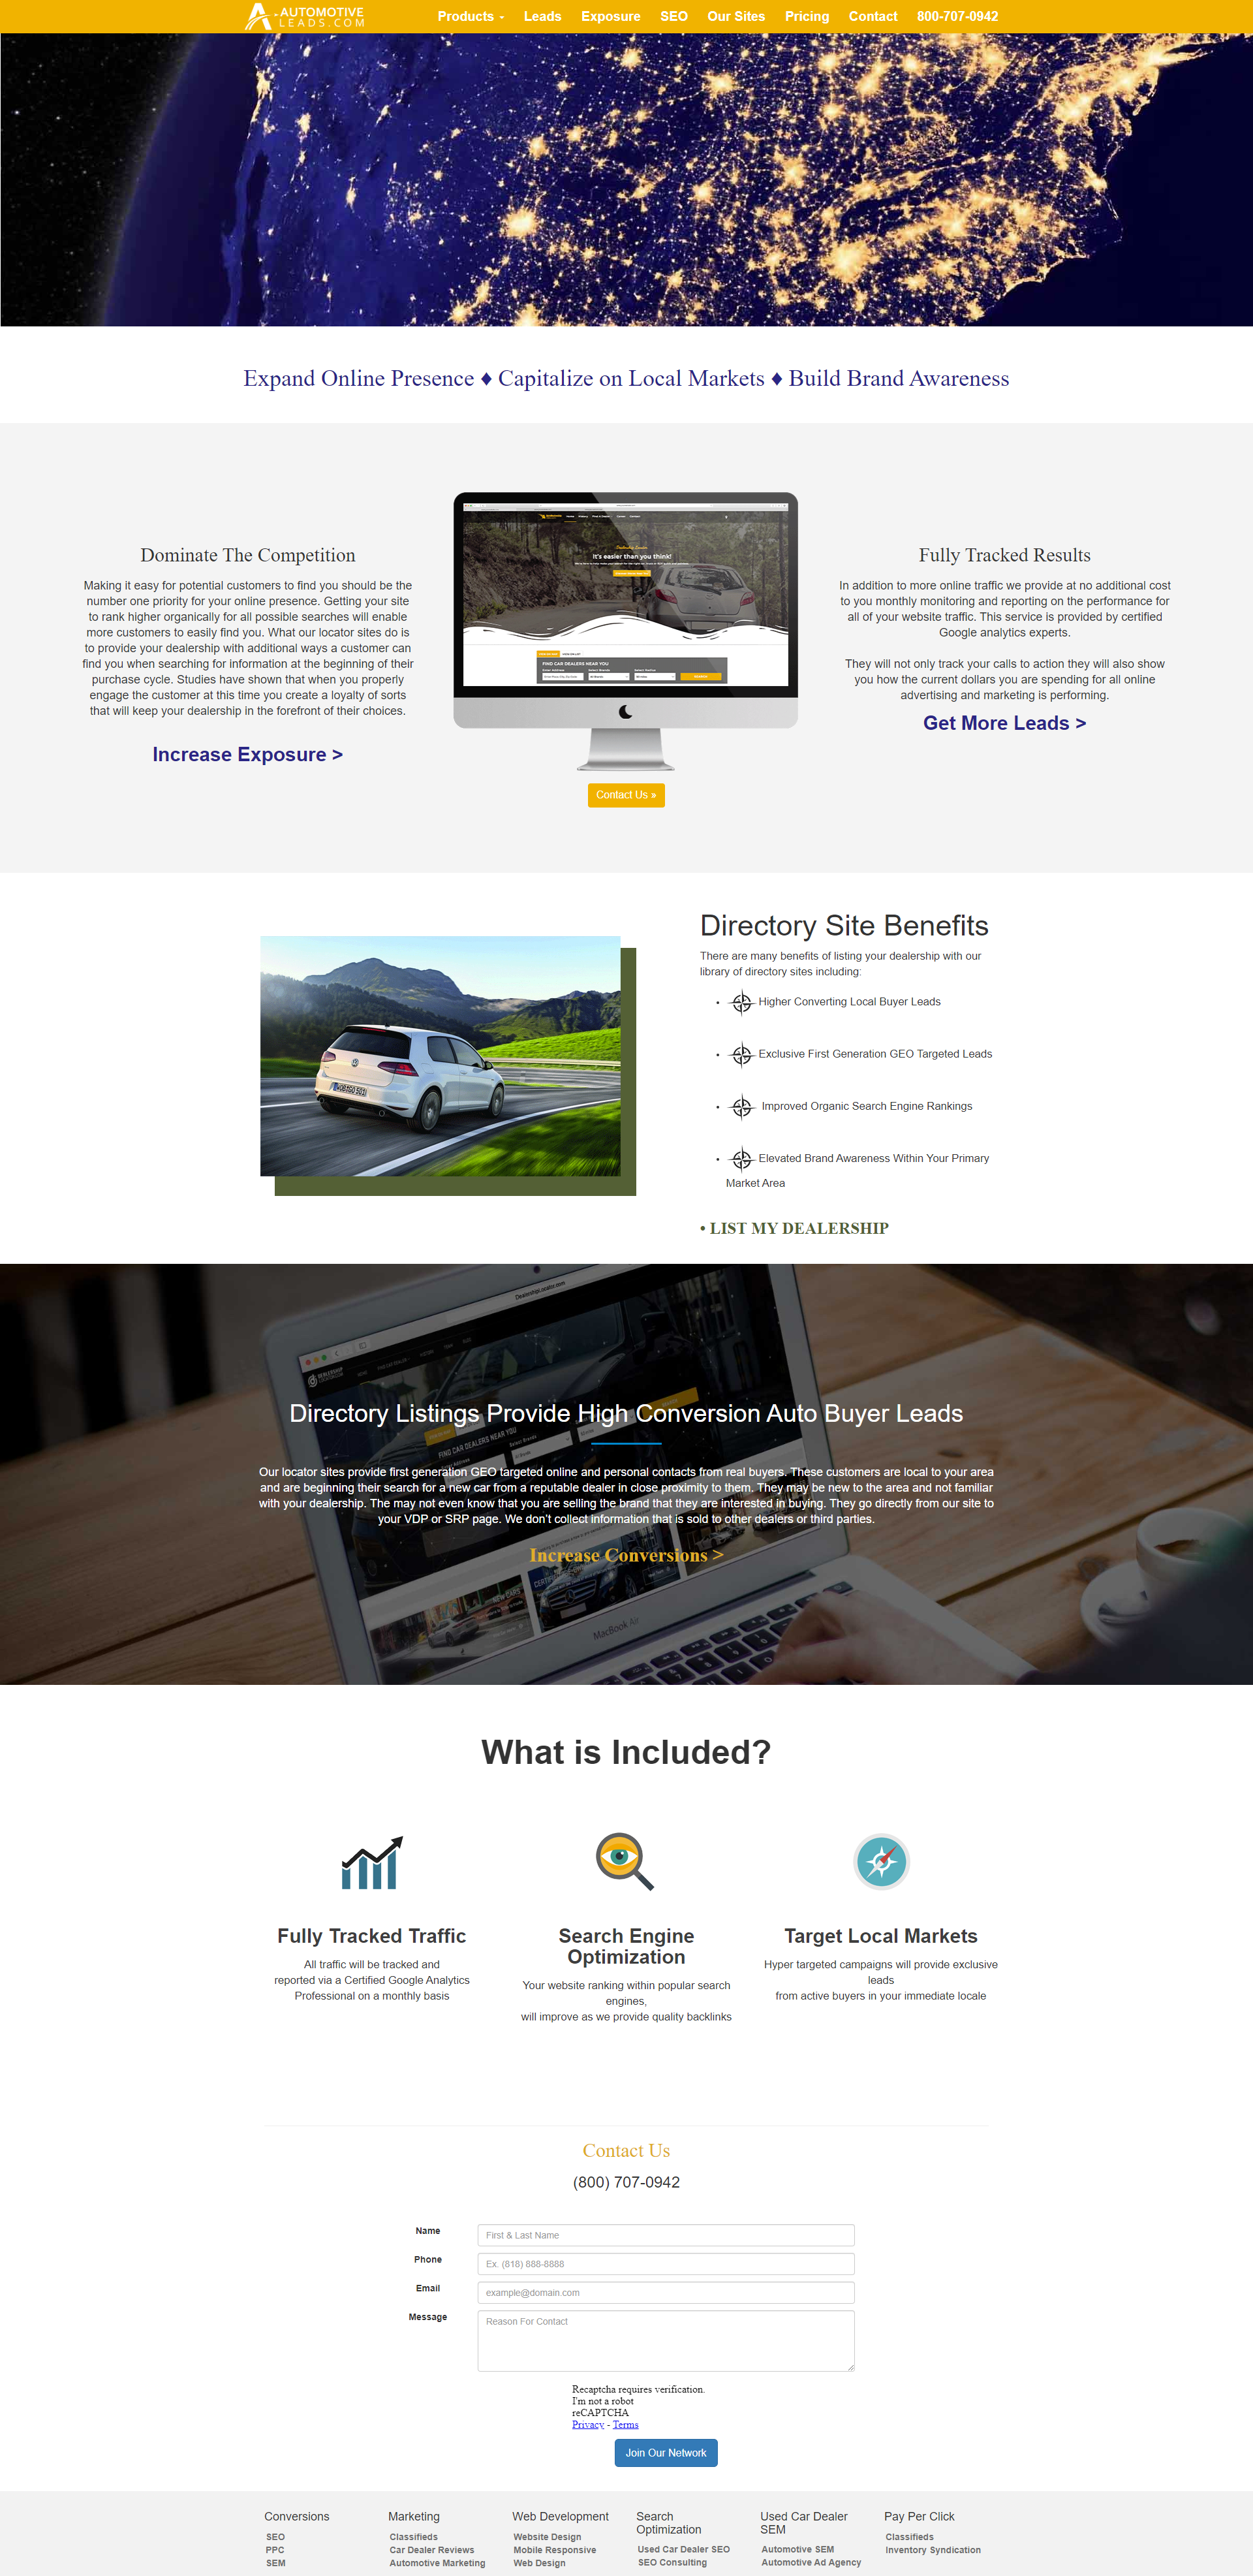 A-AUTOMOTIVE
LEADS.COM
Products Leads Exposure SEO Our Sites Pricing Contact 800-707-0942
Expand Online Presence ♦ Capitalize on Local Markets ♦ Build Brand Awareness
Dominate The Competition
Making it easy for potential customers to find you should be the
number one priority for your online presence. Getting your site
to rank higher organically for all possible searches will enable
more customers to easily find you. What our locator sites do is
to provide your dealership with additional ways a customer can
find you when searching for information at the beginning of their
purchase cycle. Studies have shown that when you properly
engage the customer at this time you create a loyalty of sorts
that will keep your dealership in the forefront of their choices.
Increase Exposure >
It's easier than you think!
FIND CAR DEALERS NEAR YOU
Contact Us »
Fully Tracked Results
In addition to more online traffic we provide at no additional cost
to you monthly monitoring and reporting on the performance for
all of your website traffic. This service is provided by certified
Google analytics experts.
They will not only track your calls to action they will also show
you how the current dollars you are spending for all online
advertising and marketing is performing.
Get More Leads >
Directory Site Benefits
There are many benefits of listing your dealership with our
library of directory sites including:
• Higher Converting Local Buyer Leads
• Exclusive First Generation GEO Targeted Leads
• Improved Organic Search Engine Rankings
• Elevated Brand Awareness Within Your Primary
Market Area
• LIST MY DEALERSHIP
DealershipLocator.com
FIND CAR DEALERS NEAR YOU
Directory Listings Provide High Conversion Auto Buyer Leads
Our locator sites provide first generation GEO targeted online and personal contacts from real buyers. These customers are local to your area
and are beginning their search for a new car from a reputable dealer in close proximity to them. They may be new to the area and not familiar
with your dealership. The may not even know that you are selling the brand that they are interested in buying. They go directly from our site to
your VDP or SRP page. We don't collect information that is sold to other dealers or third parties.
Increase Conversions >
NEW CARS
MacBook Air
What is Included?
Fully Tracked Traffic
All traffic will be tracked and
reported via a Certified Google Analytics
Professional on a monthly basis
Search Engine
Optimization
Your website ranking within popular search
engines,
will improve as we provide quality backlinks
Target Local Markets
Hyper targeted campaigns will provide exclusive
leads
from active buyers in your immediate locale
Contact Us
(800) 707-0942
Name First & Last Name
Phone Ex. (818) 888-8888
Email example@domain.com
Message Reason For Contact
Recaptcha requires verification.
I'm not a robot
reCAPTCHA
Privacy - Terms
Join Our Network
Conversions
SEO
PPC
SEM
Marketing
Classifieds
Car Dealer Reviews
Automotive Marketing
Web Development
Website Design
Mobile Responsive
Web Design
Search
Optimization
Used Car Dealer SEO
SEO Consulting
Used Car Dealer
SEM
Automotive SEM
Automotive Ad Agency
Pay Per Click
Classifieds
Inventory Syndication